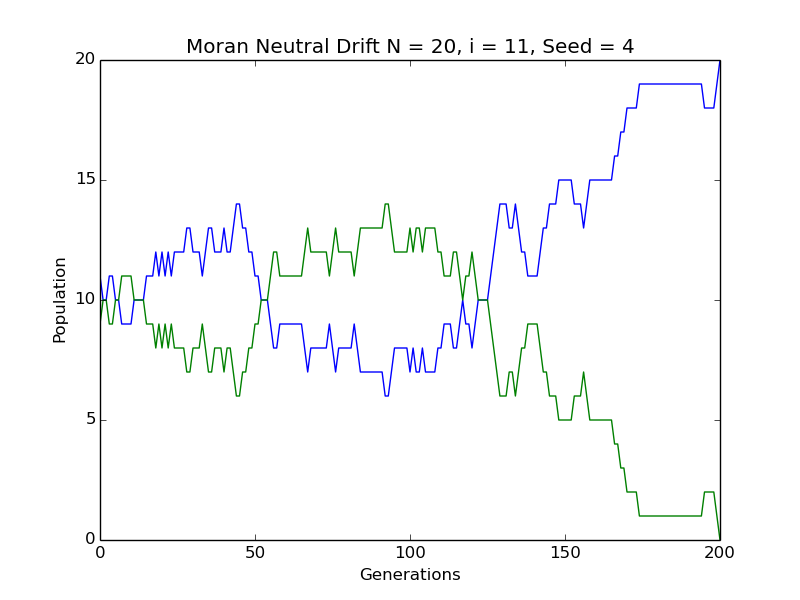 Moran Neutral Drift N = 20, i = 11, Seed = 4
20
15
10
5
0
Population
0 50 100 150 200
Generations